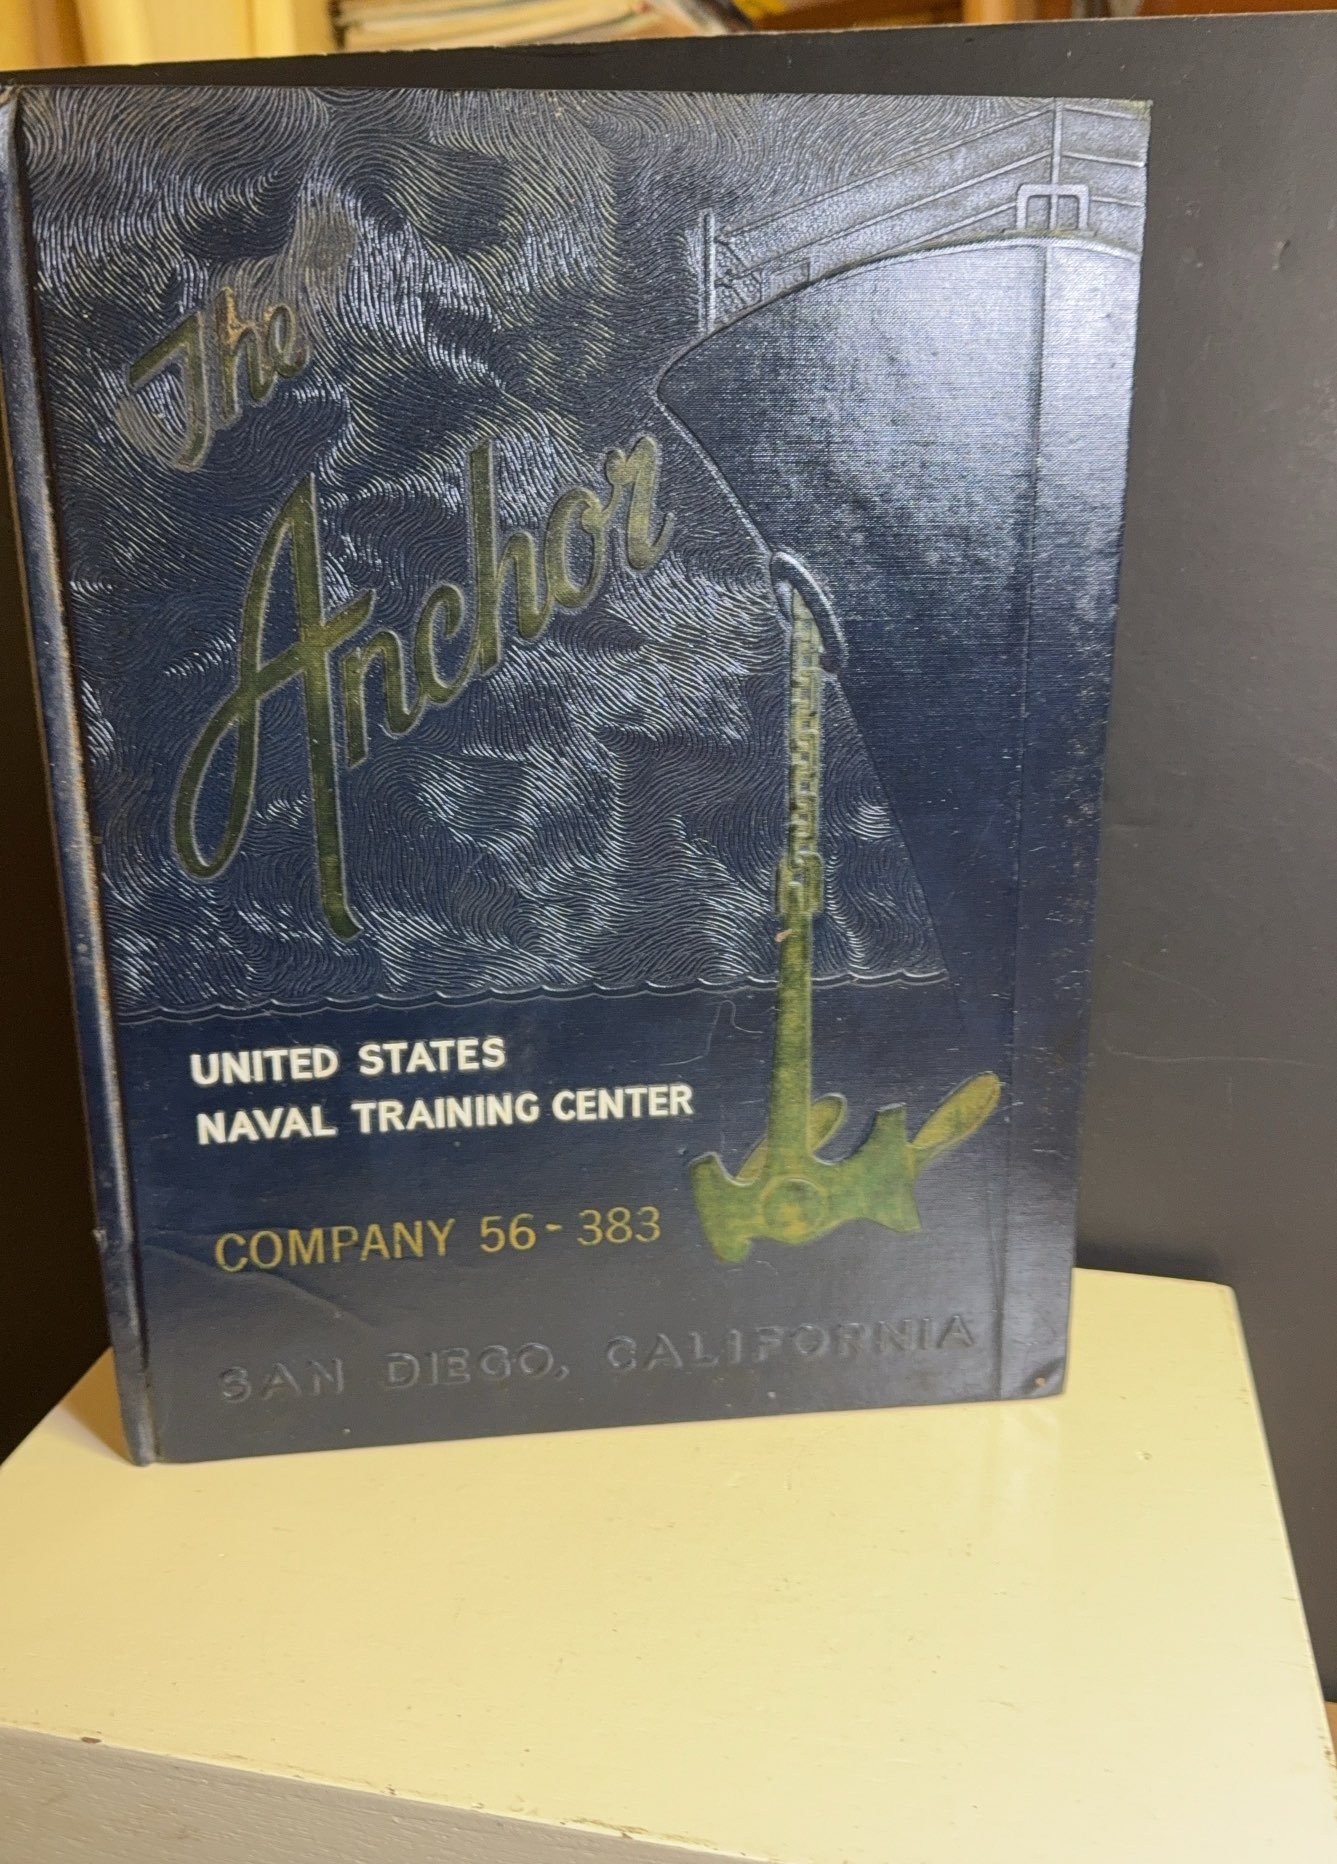 The
Anchor
UNITED STATES
NAVAL TRAINING CENTER
COMPANY 56-383
SAN DIEGO, CALIFORNIA